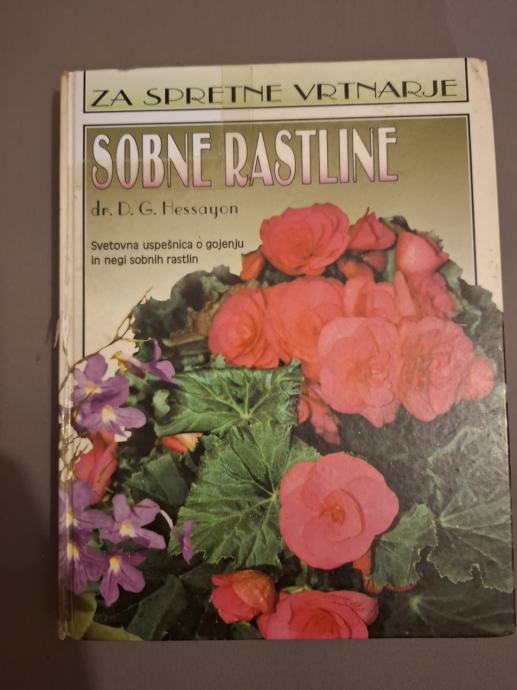 ZA SPRETNE VRTNARJE
SOBNE RASTLINE
dr. D. G. Hessayon
Svetovna uspešnica o gojenju
in negi sobnih rastlin